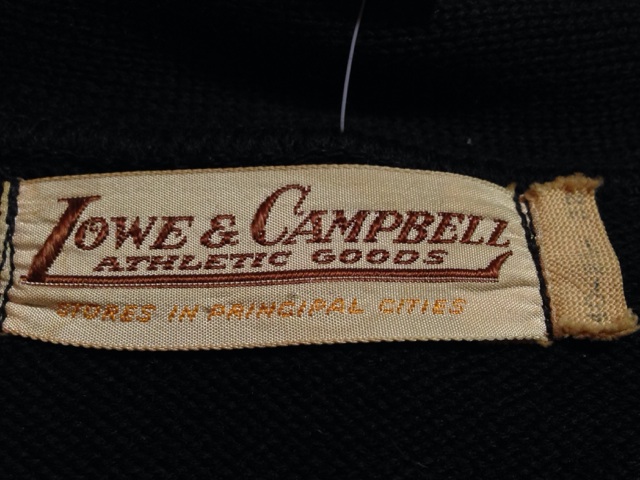 LOWE & CAMPBELL
ATHLETIC GOODS
STORES IN PRINCIPAL CITIES